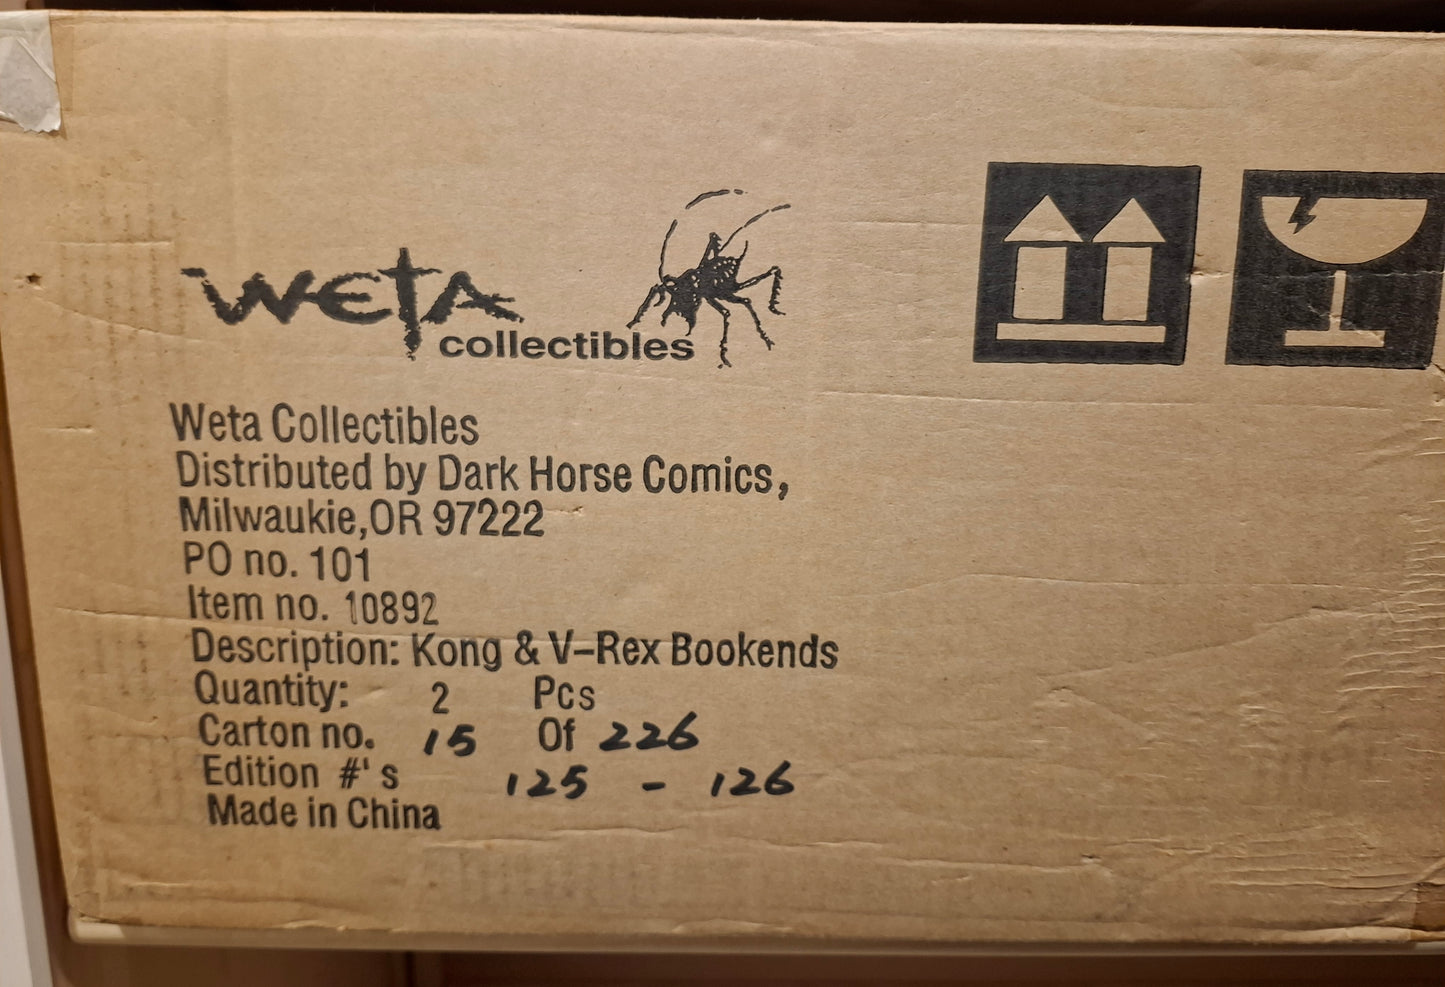 WETA
collectibles
Weta Collectibles
Distributed by Dark Horse Comics,
Milwaukie,OR 97222
PO no. 101
Item no. 10892
Description: Kong & V-Rex Bookends
Quantity: 2 Pcs
Carton no. 15 Of 226
Edition #'s 125 - 126
Made in China